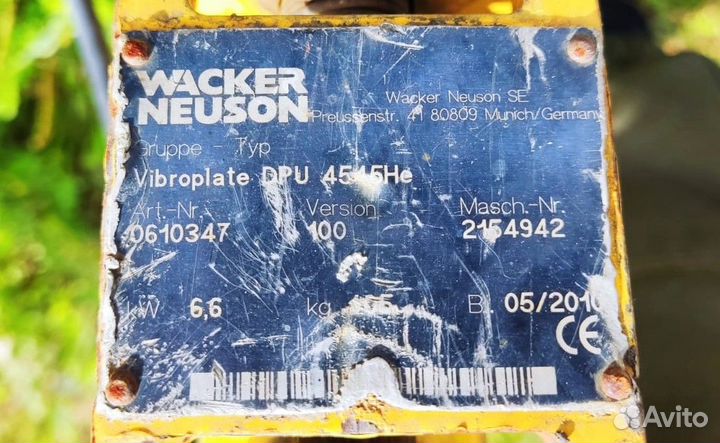 WACKER
NEUSON
Wacker Neuson SE
Preussenstr. 41 80809 Munich/Germany
Gruppe - Typ
Vibroplate DPU 4545He
Art.-Nr. Version Masch.-Nr.
0610347 100 2154942
kW 6,6 kg B. 05/2010
CE
Avito